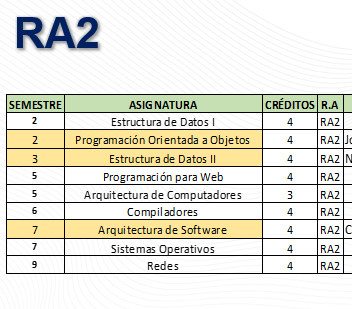 RA2
SEMESTRE ASIGNATURA CRÉDITOS R.A
2 Estructura de Datos I 4 RA2
2 Programación Orientada a Objetos 4 RA2
3 Estructura de Datos II 4 RA2 N
5 Programación para Web 4 RA2
5 Arquitectura de Computadores 3 RA2
6 Compiladores 4 RA2
7 Arquitectura de Software 4 RA2 C
7 Sistemas Operativos 4 RA2
9 Redes 4 RA2